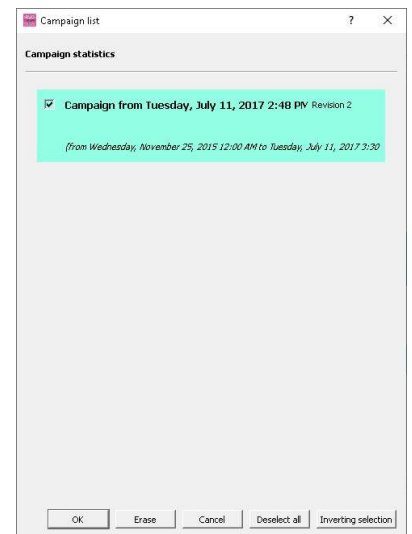 Campaign list ? ×
Campaign statistics
Campaign from Tuesday, July 11, 2017 2:48 PM Revision 2
(from Wednesday, November 25, 2015 12:00 AM to Tuesday, July 11, 2017 3:30
OK Erase Cancel Deselect all Inverting selection